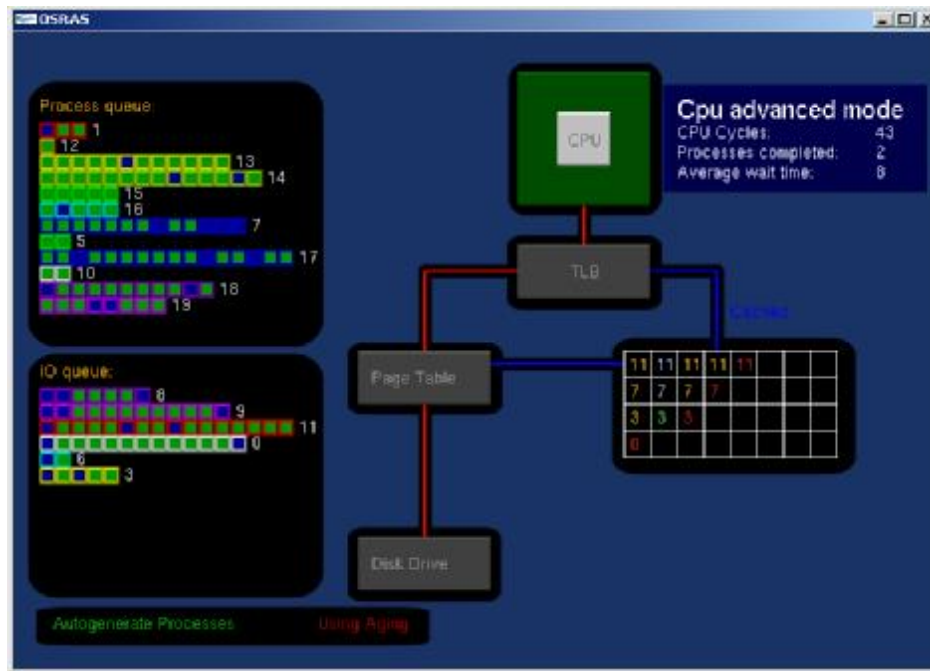 OSRAS
Process queue:
1
12
13
14
15
16
7
5
17
10
18
19
IO queue:
8
9
11
0
6
3
CPU
Cpu advanced mode
CPU Cycles: 43
Processes completed: 2
Average wait time: 8
TLB
Page Table
11 11 11 11 11
7 7 7 7
3 3 3
0
Disk Drive
Autogenerate Processes Using Aging